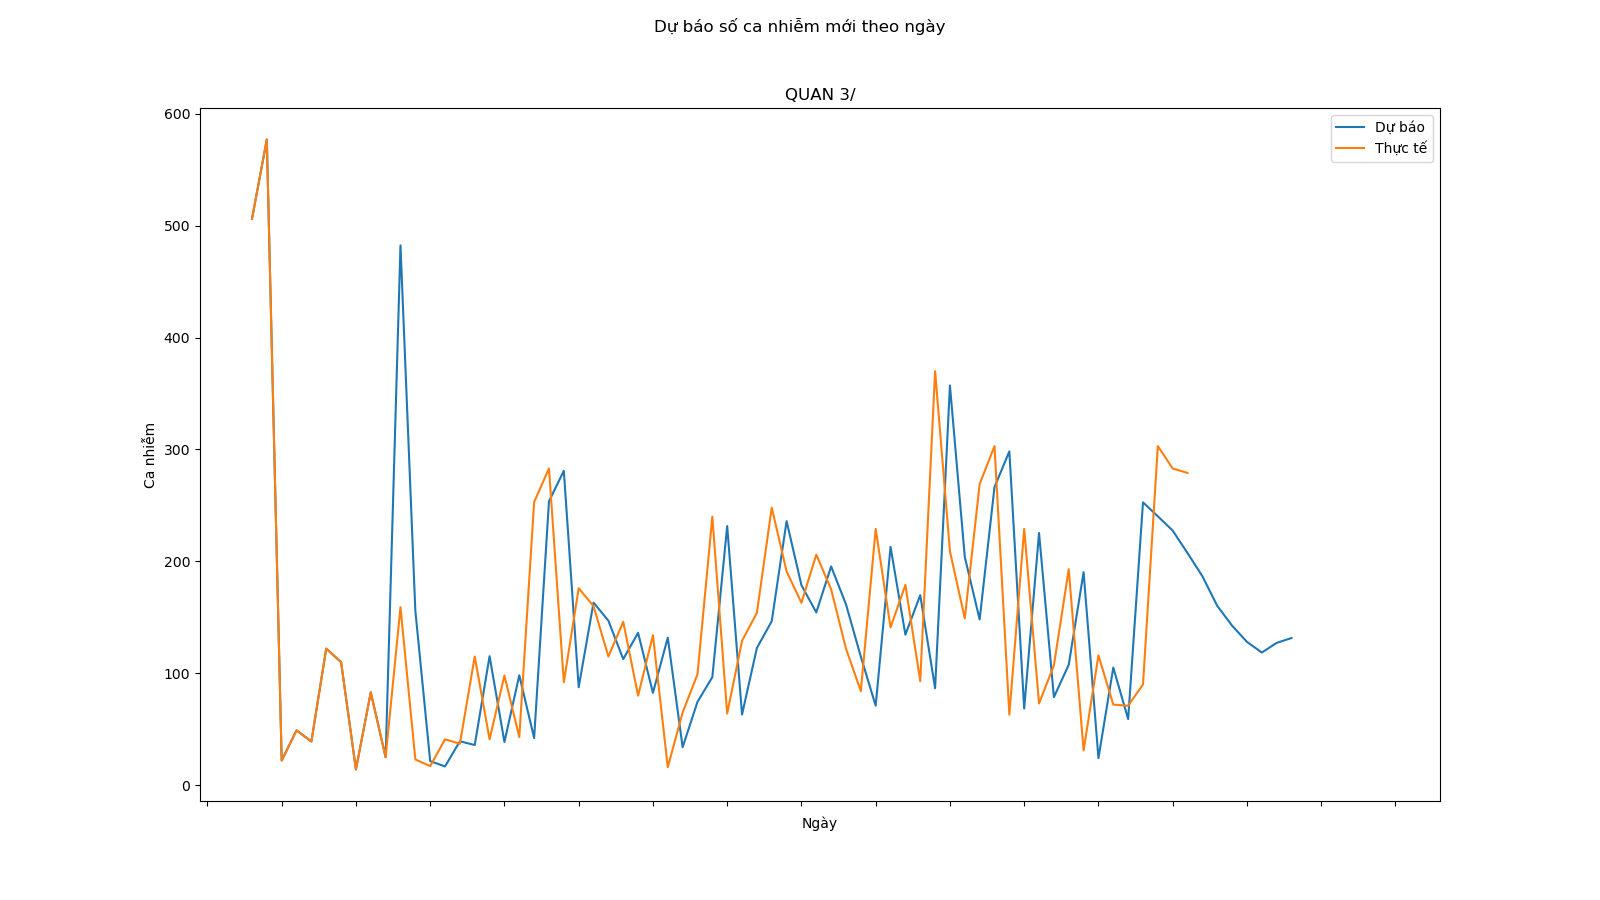 Dự báo số ca nhiễm mới theo ngày
QUAN 3/
Dự báo
Thực tế
600
500
400
300
200
100
0
Ca nhiễm
Ngày